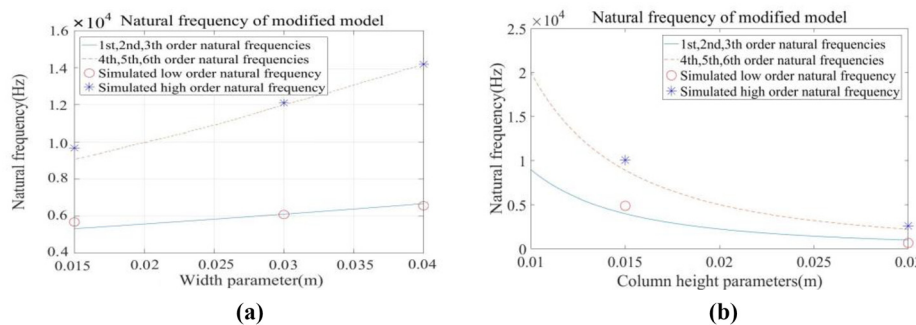 ×10⁴ Natural frequency of modified model
1st,2nd,3th order natural frequencies
4th,5th,6th order natural frequencies
Simulated low order natural frequency
Simulated high order natural frequency
1.6
1.4
1.2
1.0
0.8
0.6
0.4
Natural frequency(Hz)
0.015
0.02
0.025
0.03
0.035
0.04
Width parameter(m)
(a)
×10⁴ Natural frequency of modified model
1st,2nd,3th order natural frequencies
4th,5th,6th order natural frequencies
Simulated low order natural frequency
Simulated high order natural frequency
2.5
2
1.5
1
0.5
0
Natural frequency(Hz)
0.01
0.015
0.02
0.025
0.03
Column height parameters(m)
(b)